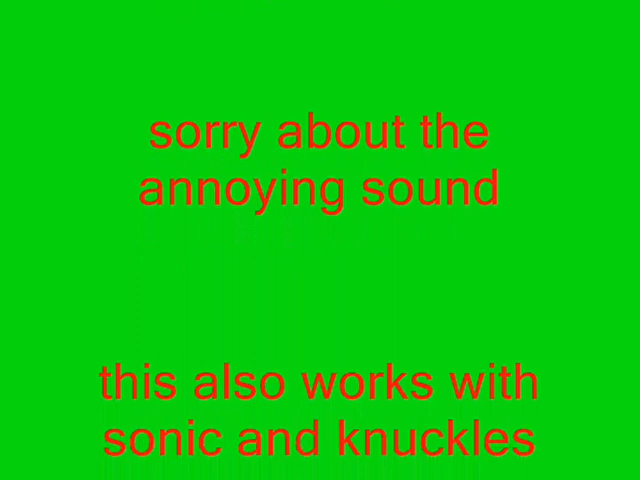 sorry about the
annoying sound
this also works with
sonic and knuckles